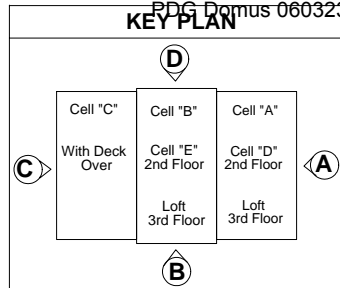 PDG Domus 060323
KEY PLAN
D
Cell "C"
With Deck
Over
Cell "B"
Cell "E"
2nd Floor
Loft
3rd Floor
Cell "A"
Cell "D"
2nd Floor
Loft
3rd Floor
C
A
B